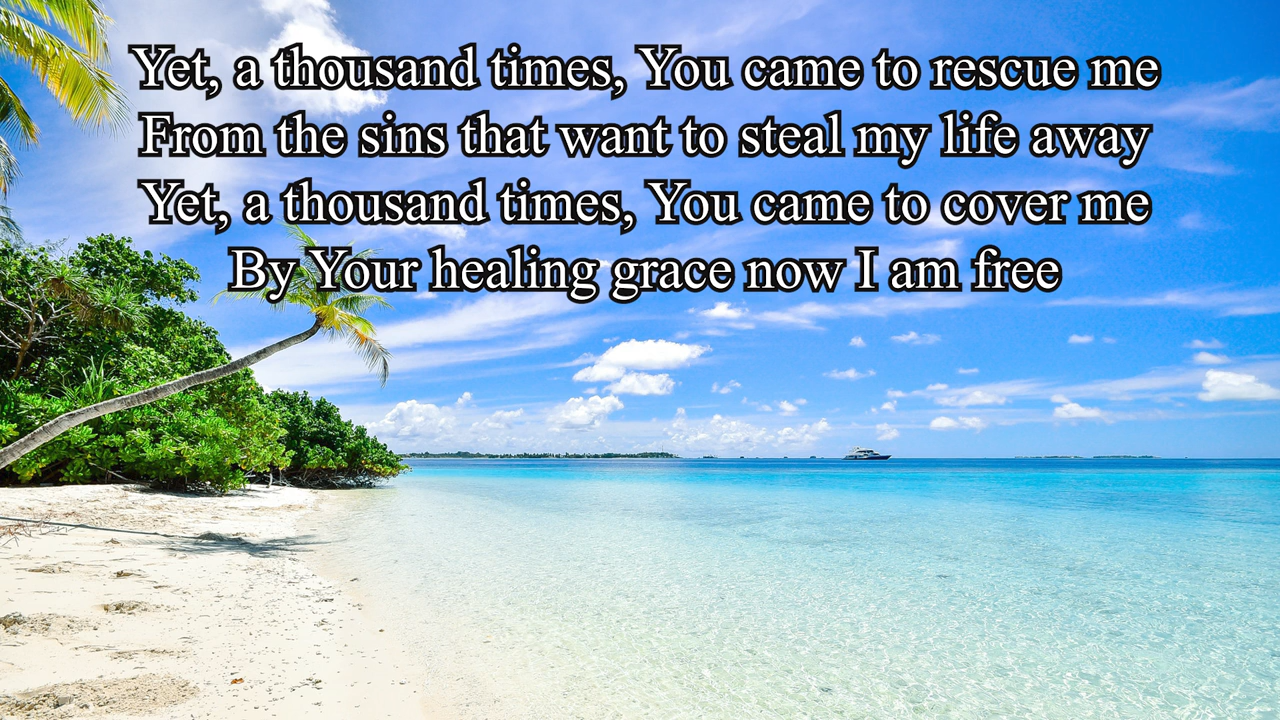 Yet, a thousand times, You came to rescue me
From the sins that want to steal my life away
Yet, a thousand times, You came to cover me
By Your healing grace now I am free